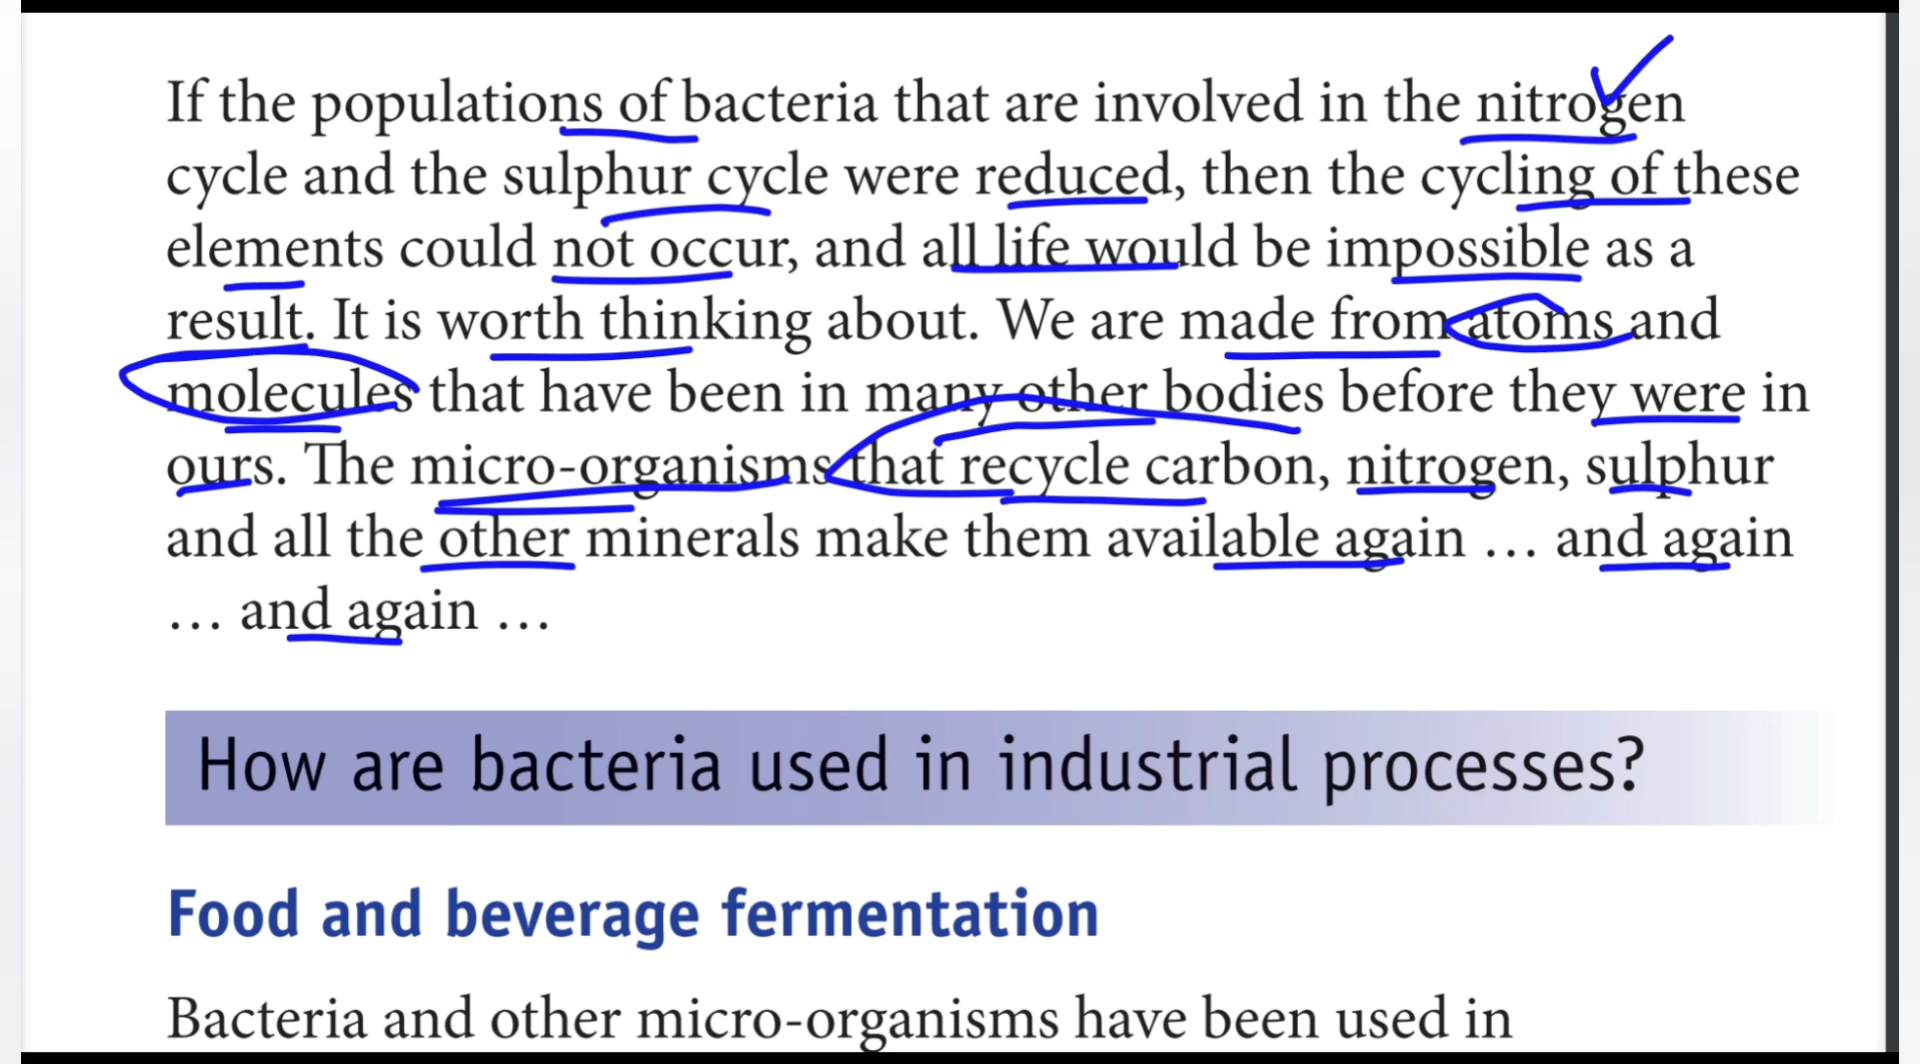 If the populations of bacteria that are involved in the nitrogen
cycle and the sulphur cycle were reduced, then the cycling of these
elements could not occur, and all life would be impossible as a
result. It is worth thinking about. We are made from atoms and
molecules that have been in many other bodies before they were in
ours. The micro-organisms that recycle carbon, nitrogen, sulphur
and all the other minerals make them available again … and again
… and again …
How are bacteria used in industrial processes?
Food and beverage fermentation
Bacteria and other micro-organisms have been used in